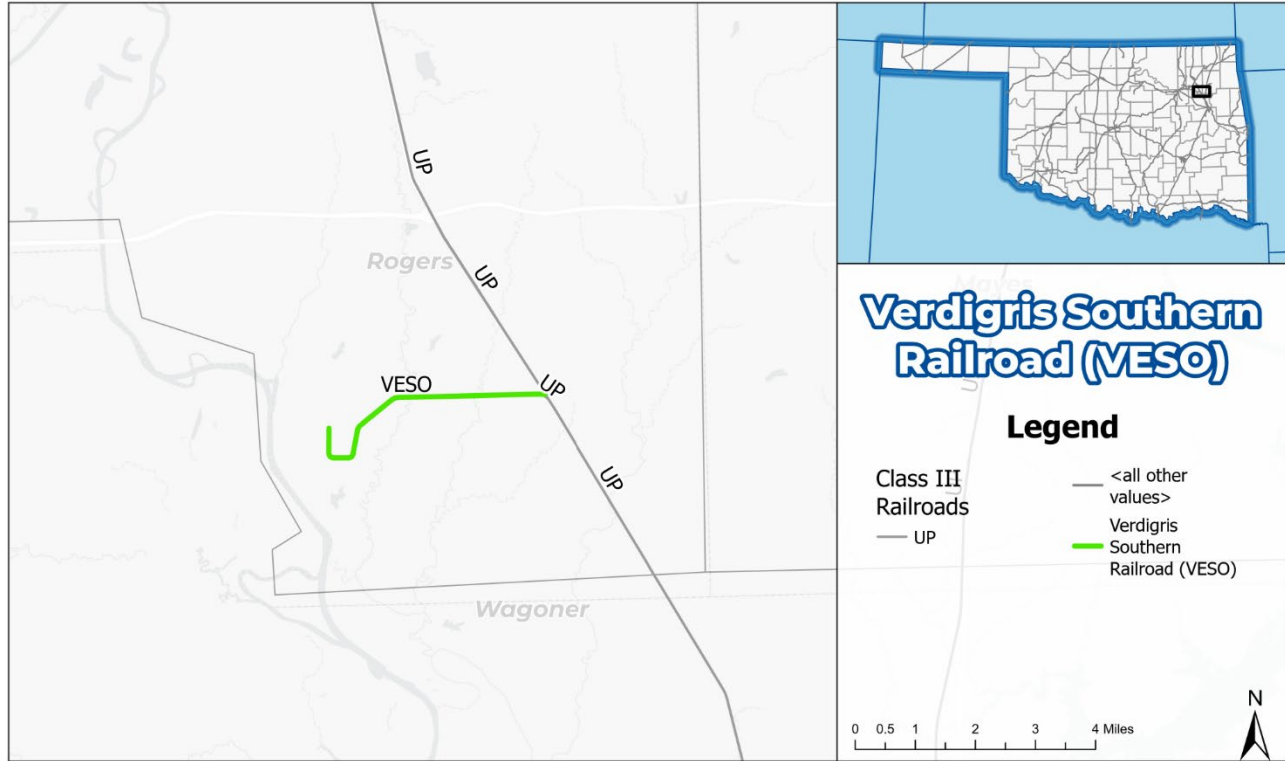 UP
Rogers
UP
VESO
UP
UP
Wagoner
Mayes
Verdigris Southern
Railroad (VESO)
Legend
Class III
Railroads
UP
<all other
values>
Verdigris
Southern
Railroad (VESO)
N
0 0.5 1 2 3 4 Miles